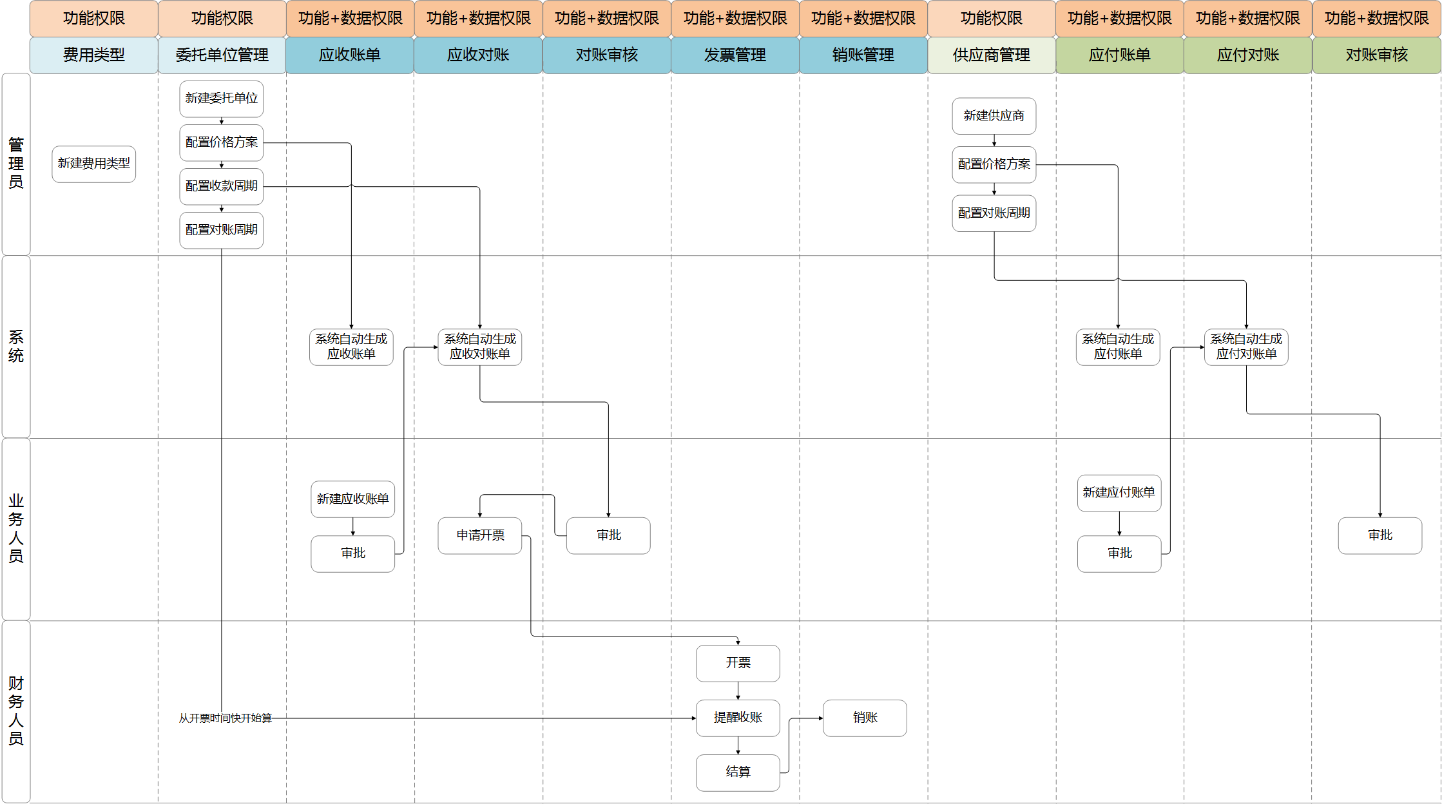 功能权限
功能权限
功能+数据权限
功能+数据权限
功能+数据权限
功能+数据权限
功能+数据权限
功能权限
功能+数据权限
功能+数据权限
功能+数据权限
费用类型
委托单位管理
应收账单
应收对账
对账审核
发票管理
销账管理
供应商管理
应付账单
应付对账
对账审核
管理员
新建费用类型
新建委托单位
配置价格方案
配置收款周期
配置对账周期
新建供应商
配置价格方案
配置对账周期
系统
系统自动生成
应收账单
系统自动生成
应收对账单
系统自动生成
应付账单
系统自动生成
应付对账单
业务人员
新建应收账单
审批
申请开票
审批
新建应付账单
审批
审批
财务人员
开票
从开票时间快开始算
提醒收账
销账
结算